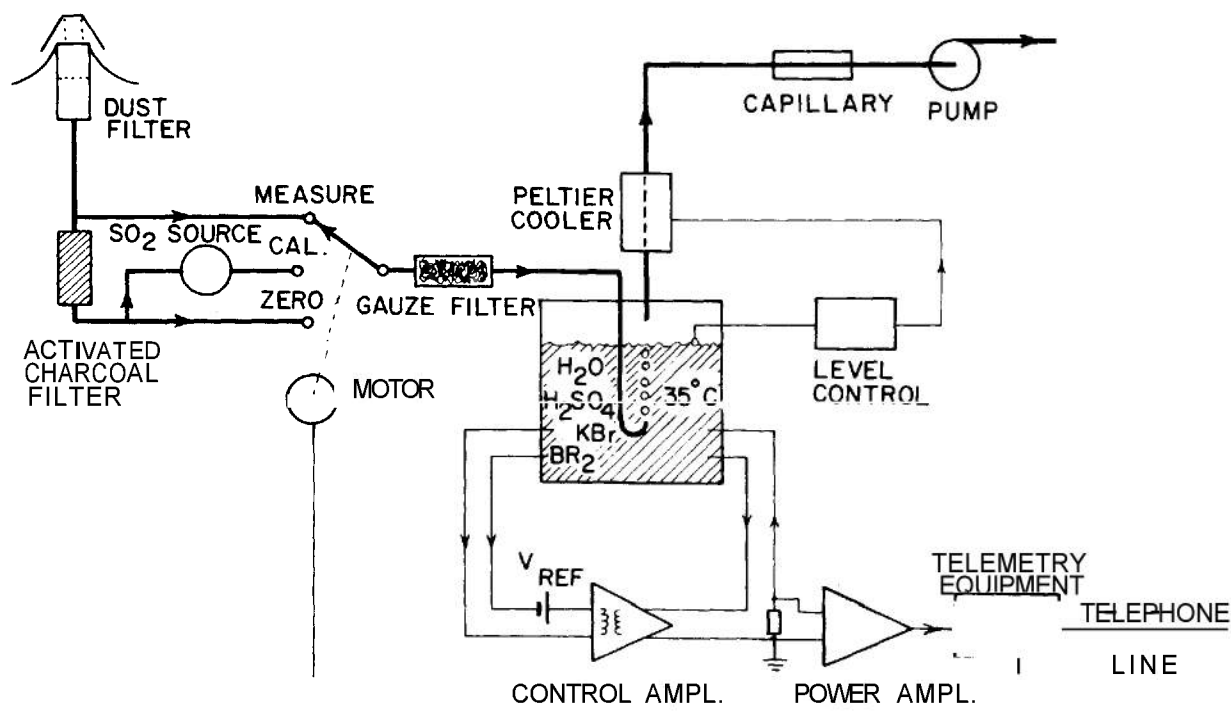 DUST
FILTER
MEASURE
SO2 SOURCE
CAL.
ZERO
GAUZE FILTER
ACTIVATED
CHARCOAL
FILTER
MOTOR
PELTIER
COOLER
CAPILLARY
PUMP
LEVEL
CONTROL
H2O
H2SO4
35°C
KBr
BR2
V REF
CONTROL AMPL.
POWER AMPL.
TELEMETRY
EQUIPMENT
TELEPHONE
LINE